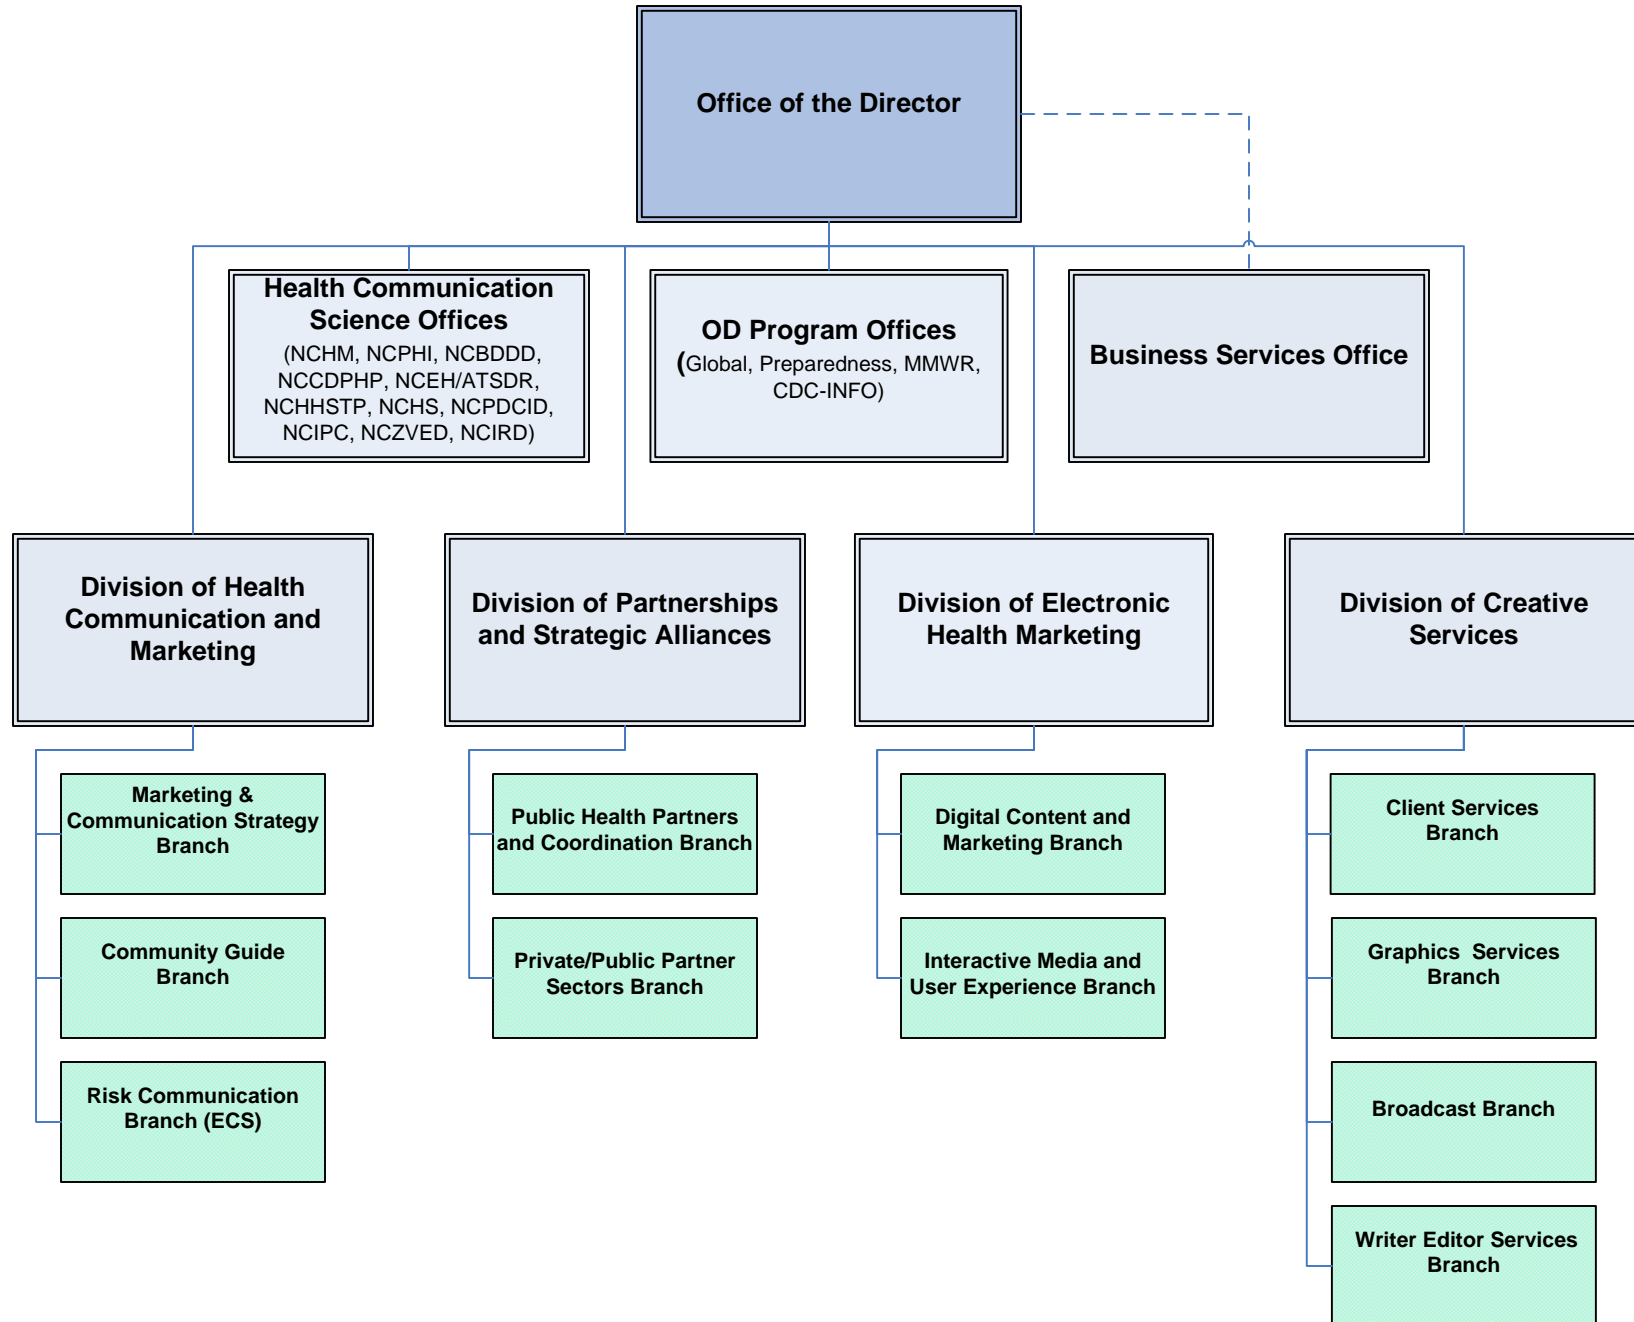 Office of the Director
Health Communication
Science Offices
(NCHM, NCPHI, NCBDDD,
NCCDPHP, NCEH/ATSDR,
NCHHSTP, NCHS, NCPDCID,
NCIPC, NCZVED, NCIRD)
OD Program Offices
(Global, Preparedness, MMWR,
CDC-INFO)
Business Services Office
Division of Health
Communication and
Marketing
Division of Partnerships
and Strategic Alliances
Division of Electronic
Health Marketing
Division of Creative
Services
Marketing &
Communication Strategy
Branch
Community Guide
Branch
Risk Communication
Branch (ECS)
Public Health Partners
and Coordination Branch
Private/Public Partner
Sectors Branch
Digital Content and
Marketing Branch
Interactive Media and
User Experience Branch
Client Services
Branch
Graphics  Services
Branch
Broadcast Branch
Writer Editor Services
Branch